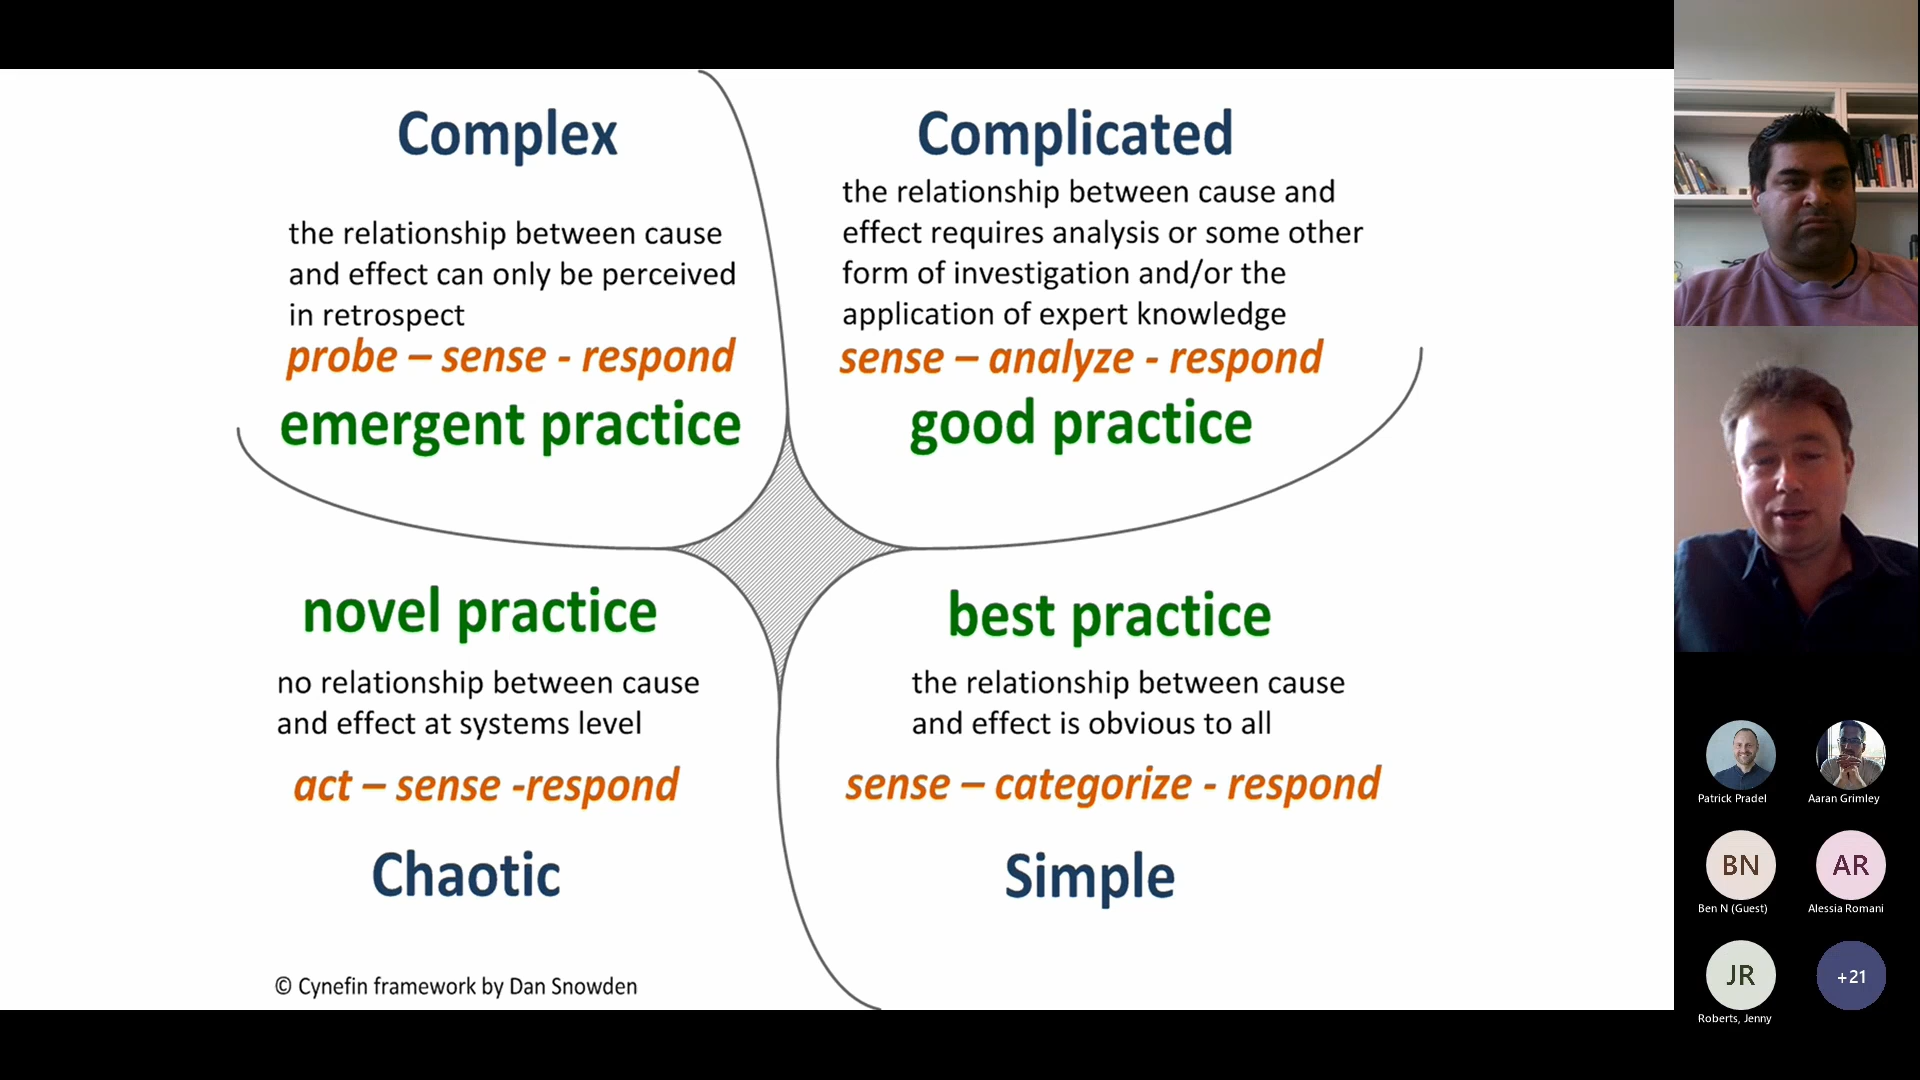 Complex
the relationship between cause
and effect can only be perceived
in retrospect
probe – sense - respond
emergent practice
Complicated
the relationship between cause and
effect requires analysis or some other
form of investigation and/or the
application of expert knowledge
sense – analyze - respond
good practice
novel practice
no relationship between cause
and effect at systems level
act – sense -respond
Chaotic
best practice
the relationship between cause
and effect is obvious to all
sense – categorize - respond
Simple
© Cynefin framework by Dan Snowden
Patrick Pradel
Aaran Grimley
BN
Ben N (Guest)
AR
Alessia Romani
JR
Roberts, Jenny
+21